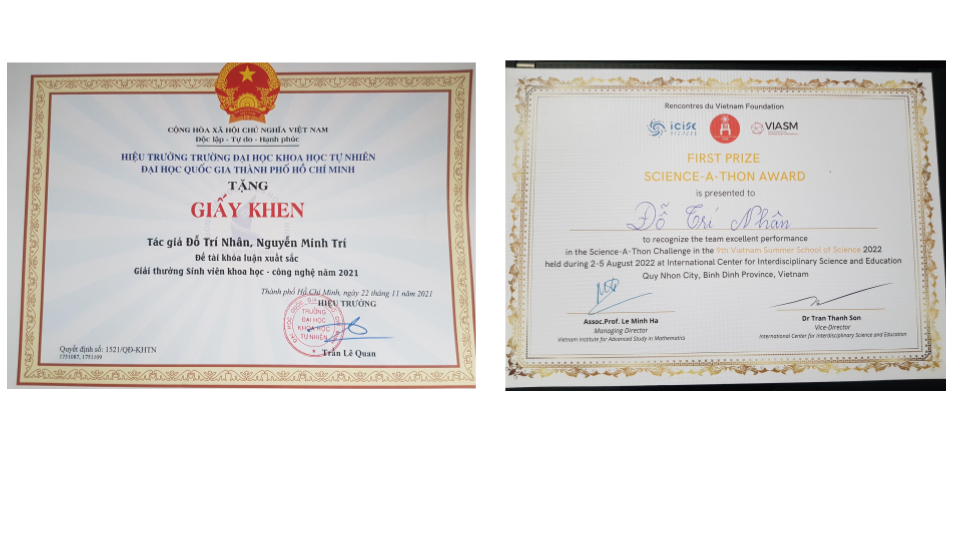 CỘNG HÒA XÃ HỘI CHỦ NGHĨA VIỆT NAM
Độc lập - Tự do - Hạnh phúc
HIỆU TRƯỞNG TRƯỜNG ĐẠI HỌC KHOA HỌC TỰ NHIÊN
ĐẠI HỌC QUỐC GIA THÀNH PHỐ HỒ CHÍ MINH
TẶNG
GIẤY KHEN
Tác giả Đỗ Trí Nhân, Nguyễn Minh Trí
Đề tài khóa luận xuất sắc
Giải thưởng Sinh viên khoa học - công nghệ năm 2021
Thành phố Hồ Chí Minh, ngày 22 tháng 11 năm 2021
HIỆU TRƯỞNG
TRƯỜNG
ĐẠI HỌC
KHOA HỌC
TỰ NHIÊN
Trần Lê Quan
Quyết định số: 1521/QĐ-KHTN
1751087, 1751109
Rencontres du Vietnam Foundation
icise
VIASM
FIRST PRIZE
SCIENCE-A-THON AWARD
is presented to
Đỗ Trí Nhân
to recognize the team excellent performance
in the Science-A-Thon Challenge in the 9th Vietnam Summer School of Science 2022
held during 2-5 August 2022 at International Center for Interdisciplinary Science and Education
Quy Nhon City, Binh Dinh Province, Vietnam
Assoc.Prof. Le Minh Ha
Managing Director
Vietnam Institute for Advanced Study in Mathematics
Dr Tran Thanh Son
Vice-Director
International Center for Interdisciplinary Science and Education